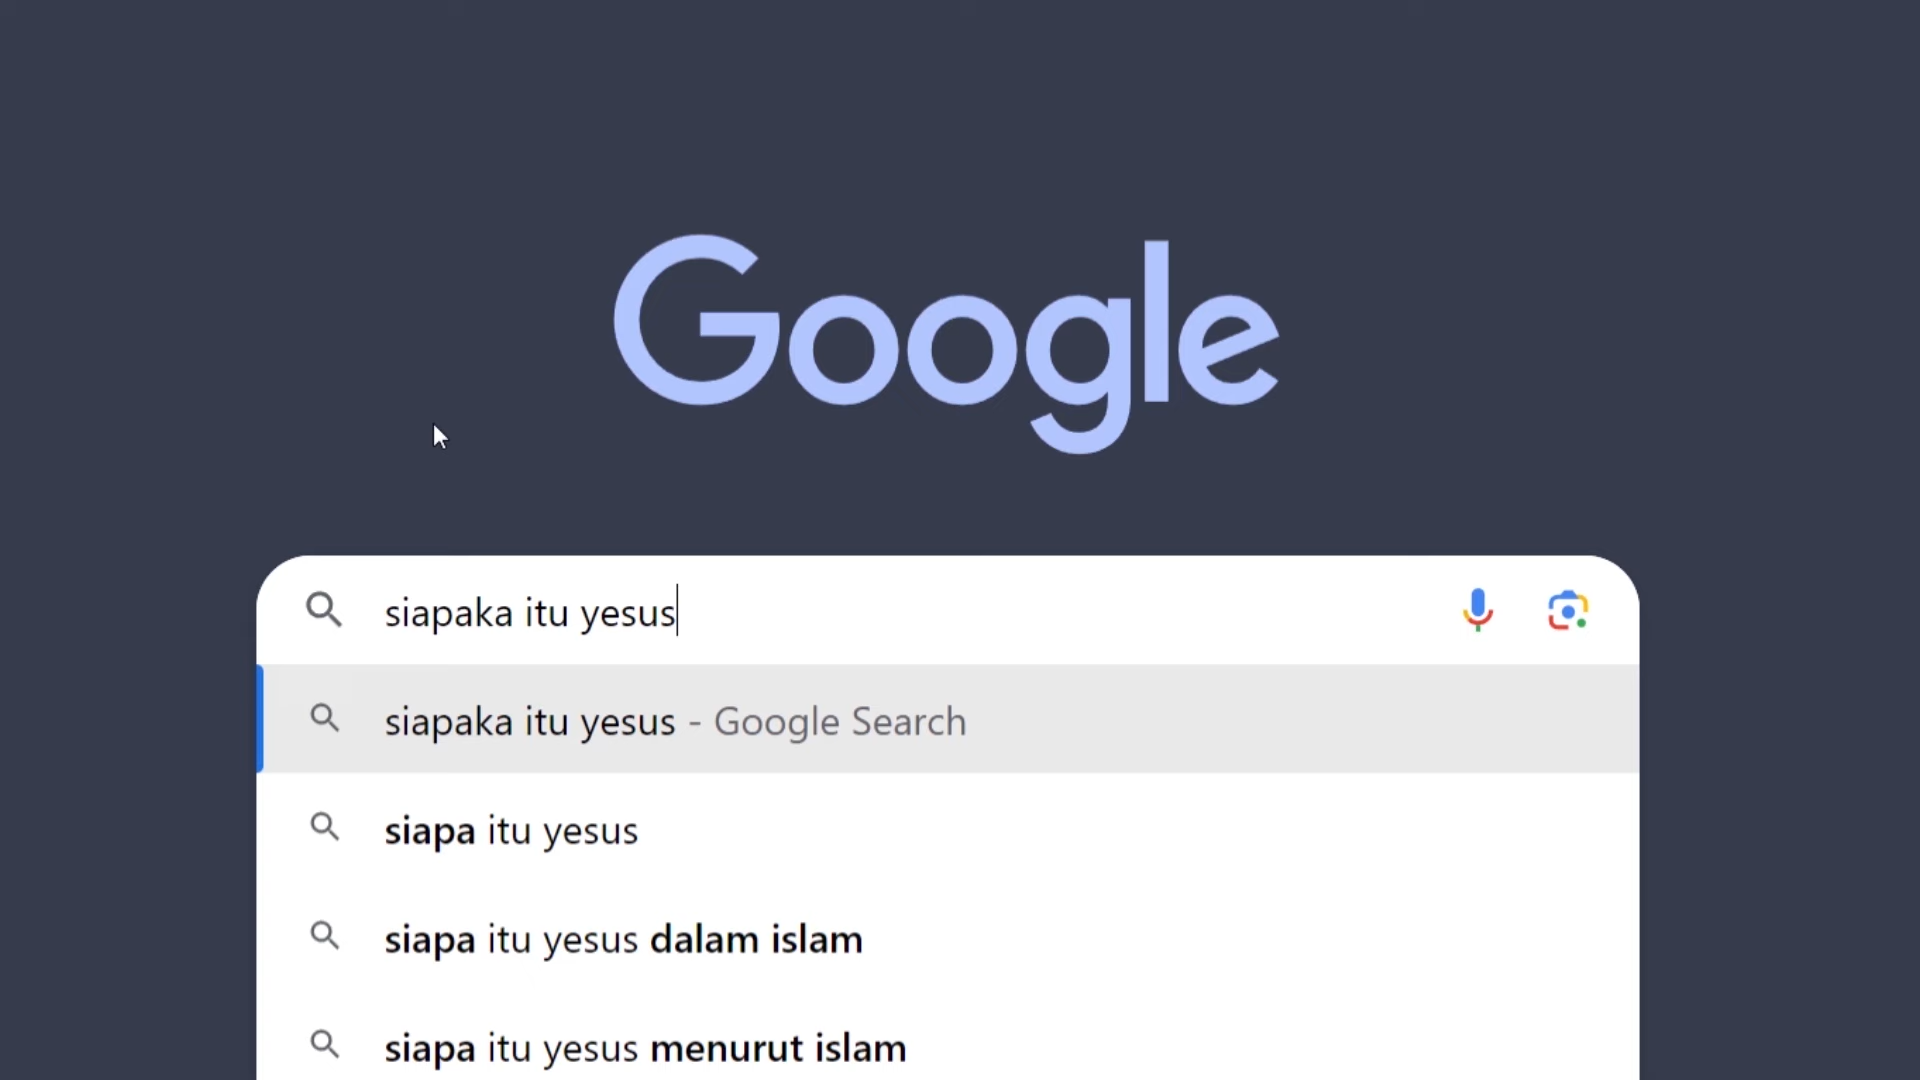 Google
siapaka itu yesus
siapaka itu yesus - Google Search
siapa itu yesus
siapa itu yesus dalam islam
siapa itu yesus menurut islam